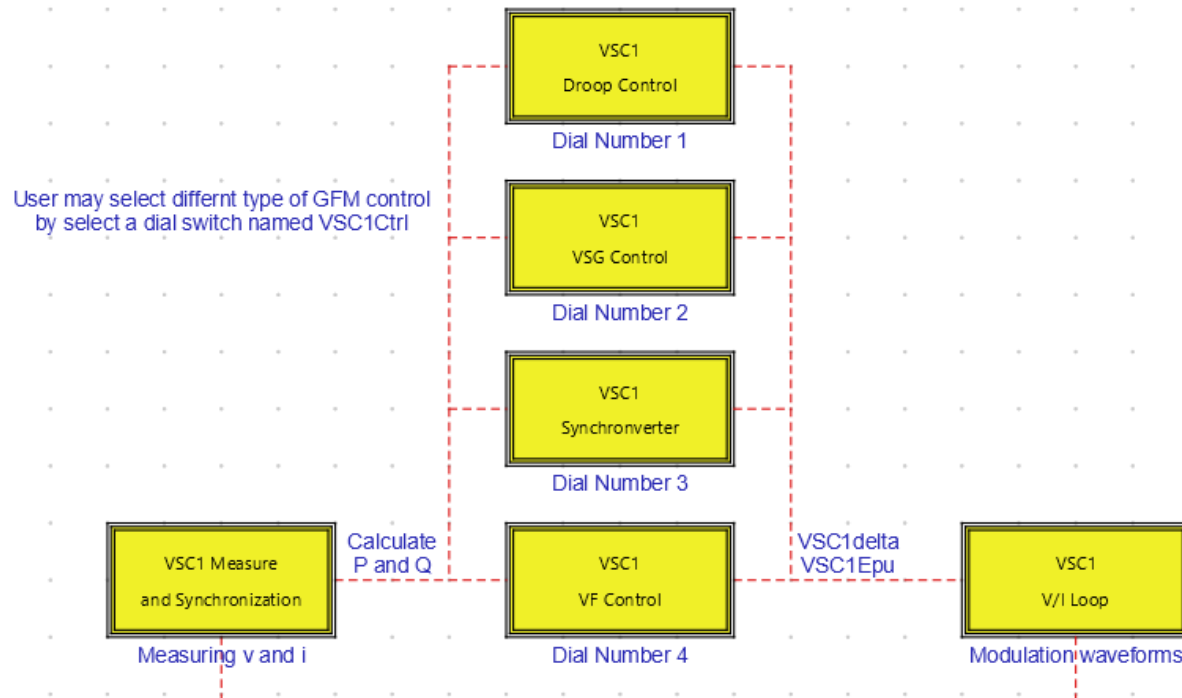 VSC1
Droop Control
Dial Number 1
User may select differnt type of GFM control
by select a dial switch named VSC1Ctrl
VSC1
VSG Control
Dial Number 2
VSC1
Synchronverter
Dial Number 3
VSC1 Measure
and Synchronization
Measuring v and i
Calculate
P and Q
VSC1
VF Control
Dial Number 4
VSC1delta
VSC1Epu
VSC1
V/I Loop
Modulation waveforms